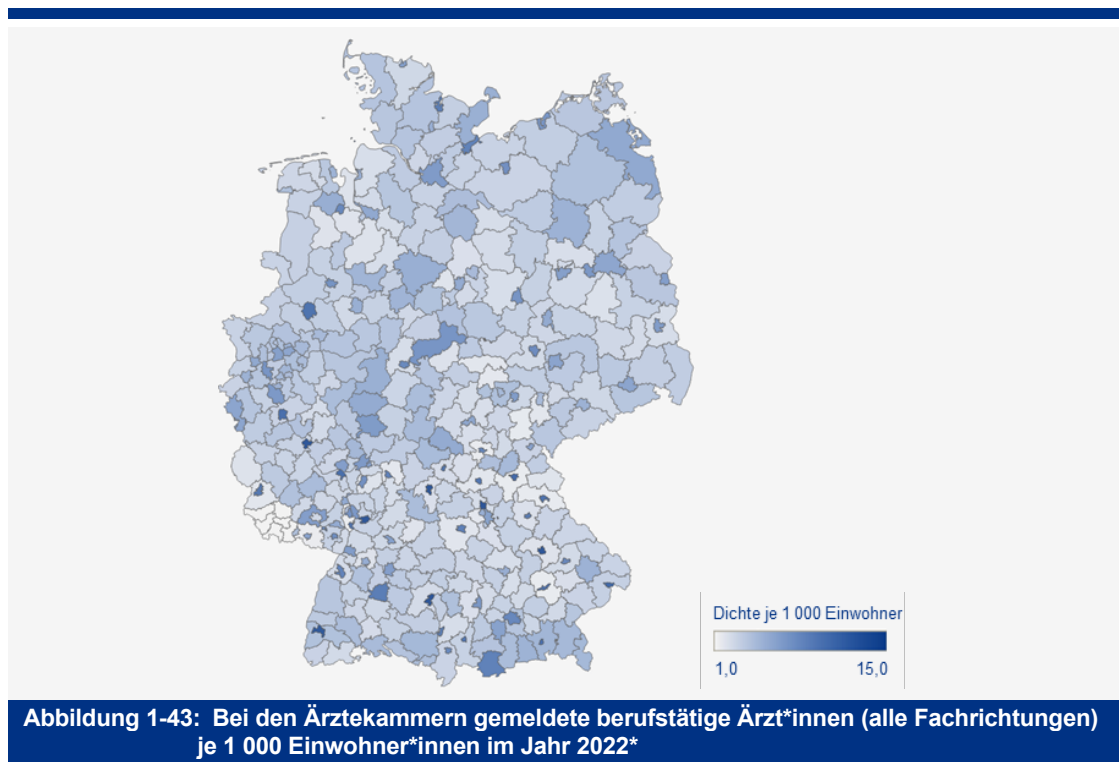 Dichte je 1 000 Einwohner
1,0 15,0
Abbildung 1-43: Bei den Ärztekammern gemeldete berufstätige Ärzt*innen (alle Fachrichtungen)
je 1 000 Einwohner*innen im Jahr 2022*